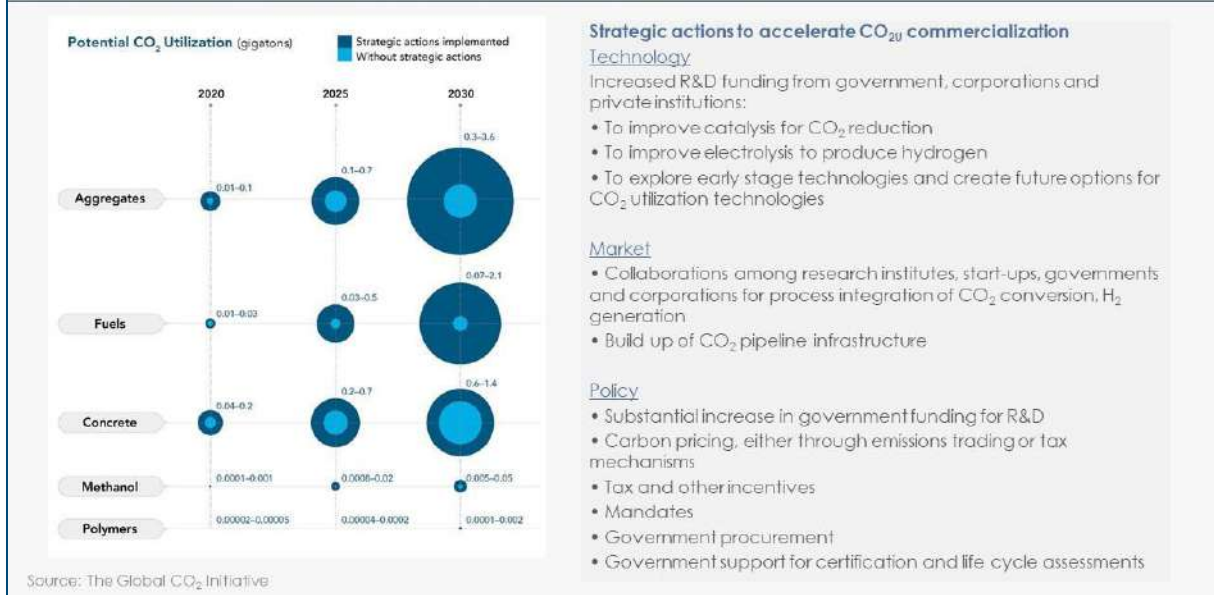 Potential CO₂ Utilization (gigatons)
Strategic actions implemented
Without strategic actions
2020 2025 2030
Aggregates 0.01–0.1 0.1–0.7 0.3–3.6
Fuels 0.01–0.03 0.03–0.5 0.07–2.1
Concrete 0.04–0.2 0.2–0.7 0.6–1.4
Methanol 0.0001–0.001 0.0006–0.02 0.005–0.05
Polymers 0.00002–0.00005 0.00004–0.0002 0.0001–0.002
Source: The Global CO₂ Initiative
Strategic actions to accelerate CO₂ᵤ commercialization
Technology
Increased R&D funding from government, corporations and
private institutions:
• To improve catalysis for CO₂ reduction
• To improve electrolysis to produce hydrogen
• To explore early stage technologies and create future options for
CO₂ utilization technologies
Market
• Collaborations among research institutes, start-ups, governments
and corporations for process integration of CO₂ conversion, H₂
generation
• Build up of CO₂ pipeline infrastructure
Policy
• Substantial increase in government funding for R&D
• Carbon pricing, either through emissions trading or tax
mechanisms
• Tax and other incentives
• Mandates
• Government procurement
• Government support for certification and life cycle assessments